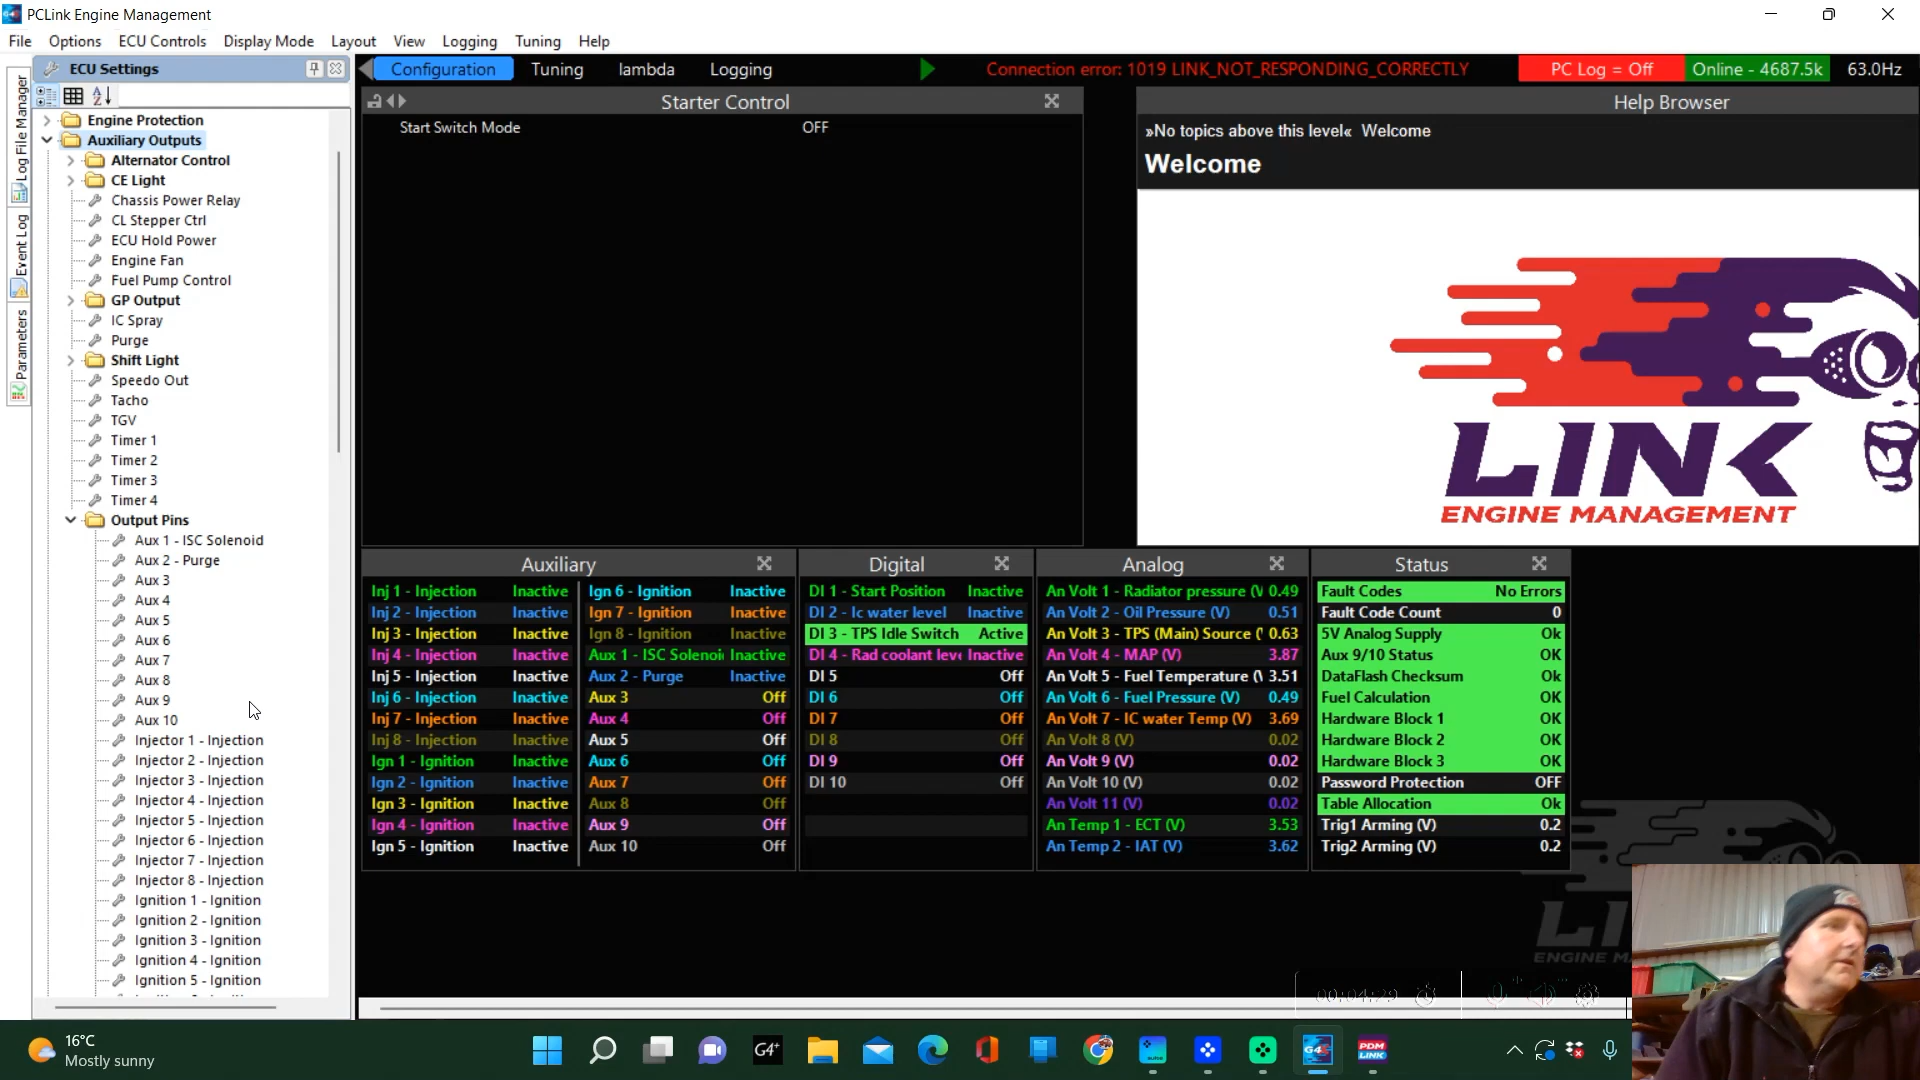 PCLink Engine Management
File Options ECU Controls Display Mode Layout View Logging Tuning Help
Log File Manager
Event Log
Parameters
ECU Settings
Engine Protection
Auxiliary Outputs
Alternator Control
CE Light
Chassis Power Relay
CL Stepper Ctrl
ECU Hold Power
Engine Fan
Fuel Pump Control
GP Output
IC Spray
Purge
Shift Light
Speedo Out
Tacho
TGV
Timer 1
Timer 2
Timer 3
Timer 4
Output Pins
Aux 1 - ISC Solenoid
Aux 2 - Purge
Aux 3
Aux 4
Aux 5
Aux 6
Aux 7
Aux 8
Aux 9
Aux 10
Injector 1 - Injection
Injector 2 - Injection
Injector 3 - Injection
Injector 4 - Injection
Injector 5 - Injection
Injector 6 - Injection
Injector 7 - Injection
Injector 8 - Injection
Ignition 1 - Ignition
Ignition 2 - Ignition
Ignition 3 - Ignition
Ignition 4 - Ignition
Ignition 5 - Ignition
Configuration Tuning lambda Logging
Connection error: 1019 LINK_NOT_RESPONDING_CORRECTLY
PC Log = Off Online - 4687.5k 63.0Hz
Starter Control
Start Switch Mode OFF
Help Browser
»No topics above this level« Welcome
Welcome
LINK
ENGINE MANAGEMENT
Auxiliary
Inj 1 - Injection Inactive
Inj 2 - Injection Inactive
Inj 3 - Injection Inactive
Inj 4 - Injection Inactive
Inj 5 - Injection Inactive
Inj 6 - Injection Inactive
Inj 7 - Injection Inactive
Inj 8 - Injection Inactive
Ign 1 - Ignition Inactive
Ign 2 - Ignition Inactive
Ign 3 - Ignition Inactive
Ign 4 - Ignition Inactive
Ign 5 - Ignition Inactive
Ign 6 - Ignition Inactive
Ign 7 - Ignition Inactive
Ign 8 - Ignition Inactive
Aux 1 - ISC Solenoi Inactive
Aux 2 - Purge Inactive
Aux 3 Off
Aux 4 Off
Aux 5 Off
Aux 6 Off
Aux 7 Off
Aux 8 Off
Aux 9 Off
Aux 10 Off
Digital
DI 1 - Start Position Inactive
DI 2 - Ic water level Inactive
DI 3 - TPS Idle Switch Active
DI 4 - Rad coolant leve Inactive
DI 5 Off
DI 6 Off
DI 7 Off
DI 8 Off
DI 9 Off
DI 10 Off
Analog
An Volt 1 - Radiator pressure (V 0.49
An Volt 2 - Oil Pressure (V) 0.51
An Volt 3 - TPS (Main) Source (V 0.63
An Volt 4 - MAP (V) 3.87
An Volt 5 - Fuel Temperature (V 3.51
An Volt 6 - Fuel Pressure (V) 0.49
An Volt 7 - IC water Temp (V) 3.69
An Volt 8 (V) 0.02
An Volt 9 (V) 0.02
An Volt 10 (V) 0.02
An Volt 11 (V) 0.02
An Temp 1 - ECT (V) 3.53
An Temp 2 - IAT (V) 3.62
Status
Fault Codes No Errors
Fault Code Count 0
5V Analog Supply Ok
Aux 9/10 Status OK
DataFlash Checksum Ok
Fuel Calculation OK
Hardware Block 1 OK
Hardware Block 2 OK
Hardware Block 3 OK
Password Protection OFF
Table Allocation Ok
Trig1 Arming (V) 0.2
Trig2 Arming (V) 0.2
LI
ENGINE M
00:04:29
16°C
Mostly sunny
G4+
G4X
PDM
LINK